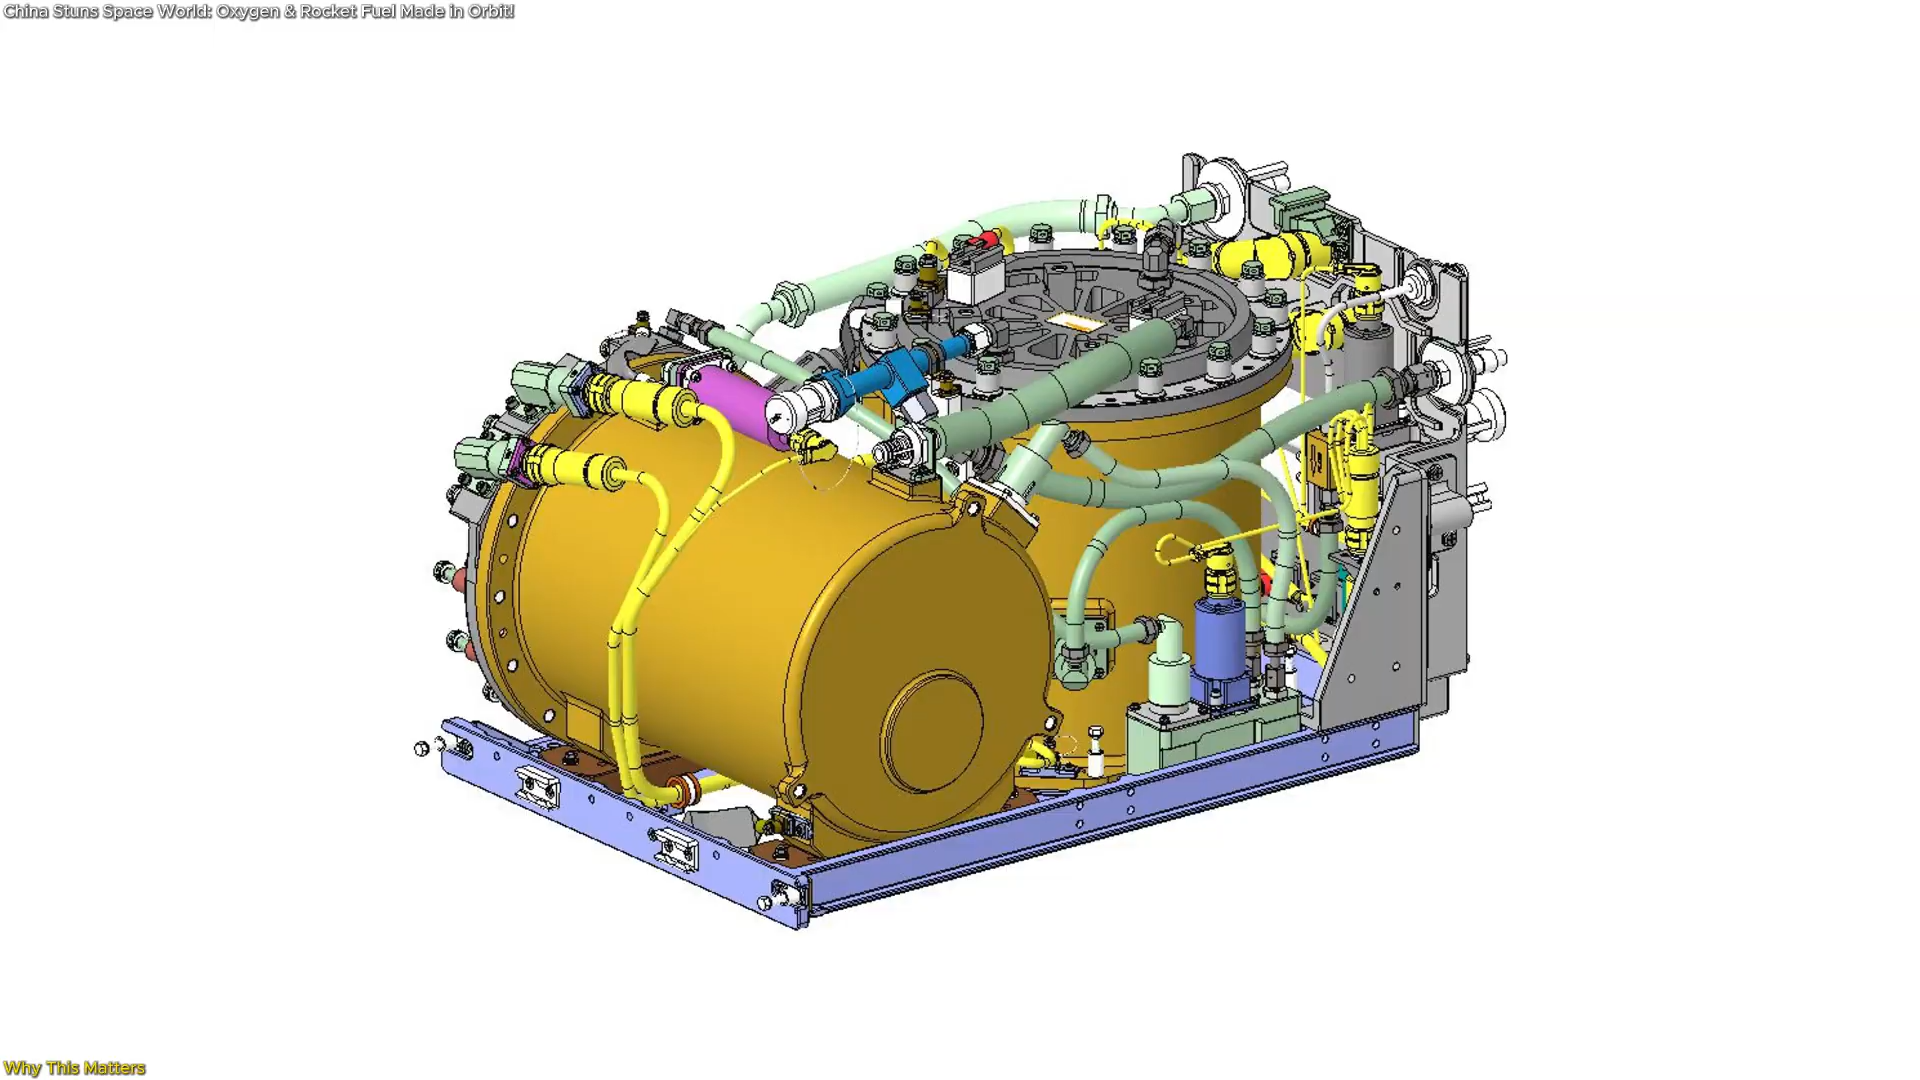 China Stuns Space World: Oxygen & Rocket Fuel Made in Orbit!
Why This Matters